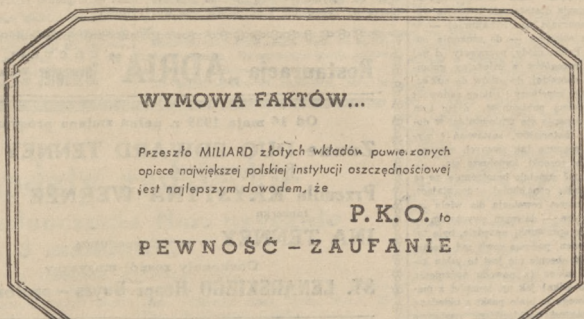 WYMOWA FAKTÓW...
Przeszło MILIARD złotych wkładów powierzonych
opiece największej polskiej instytucji oszczędnościowej
jest najlepszym dowodem, że
P. K. O. to
PEWNOŚĆ – ZAUFANIE